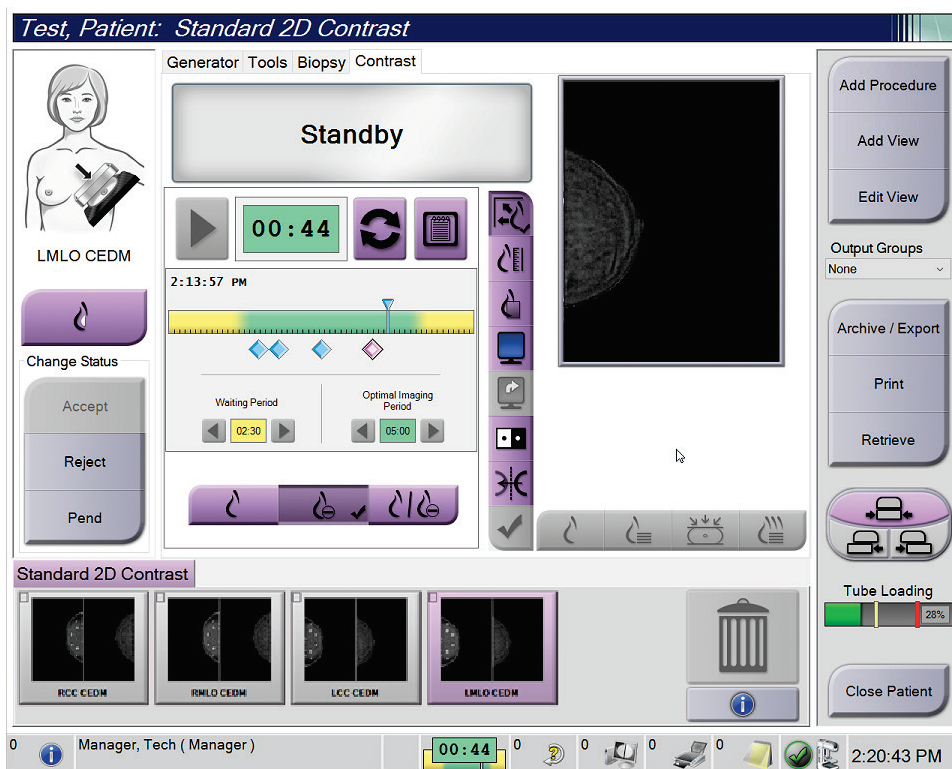 Test, Patient: Standard 2D Contrast
LMLO CEDM
Change Status
Accept
Reject
Pend
Generator Tools Biopsy Contrast
Standby
00:44
2:13:57 PM
Waiting Period
02:30
Optimal Imaging
Period
05:00
Add Procedure
Add View
Edit View
Output Groups
None
Archive / Export
Print
Retrieve
Tube Loading
28%
Close Patient
Standard 2D Contrast
RCC CEDM
RMLO CEDM
LCC CEDM
LMLO CEDM
0
Manager, Tech ( Manager )
00:44
0
0
0
0
2:20:43 PM